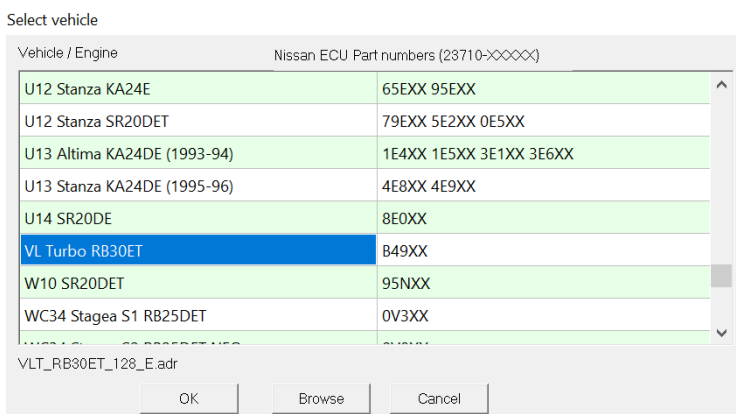 Select vehicle
Vehicle / Engine Nissan ECU Part numbers (23710-XXXXX)
U12 Stanza KA24E 65EXX 95EXX
U12 Stanza SR20DET 79EXX 5E2XX 0E5XX
U13 Altima KA24DE (1993-94) 1E4XX 1E5XX 3E1XX 3E6XX
U13 Stanza KA24DE (1995-96) 4E8XX 4E9XX
U14 SR20DE 8E0XX
VL Turbo RB30ET B49XX
W10 SR20DET 95NXX
WC34 Stagea S1 RB25DET 0V3XX
VLT_RB30ET_128_E.adr
OK Browse Cancel